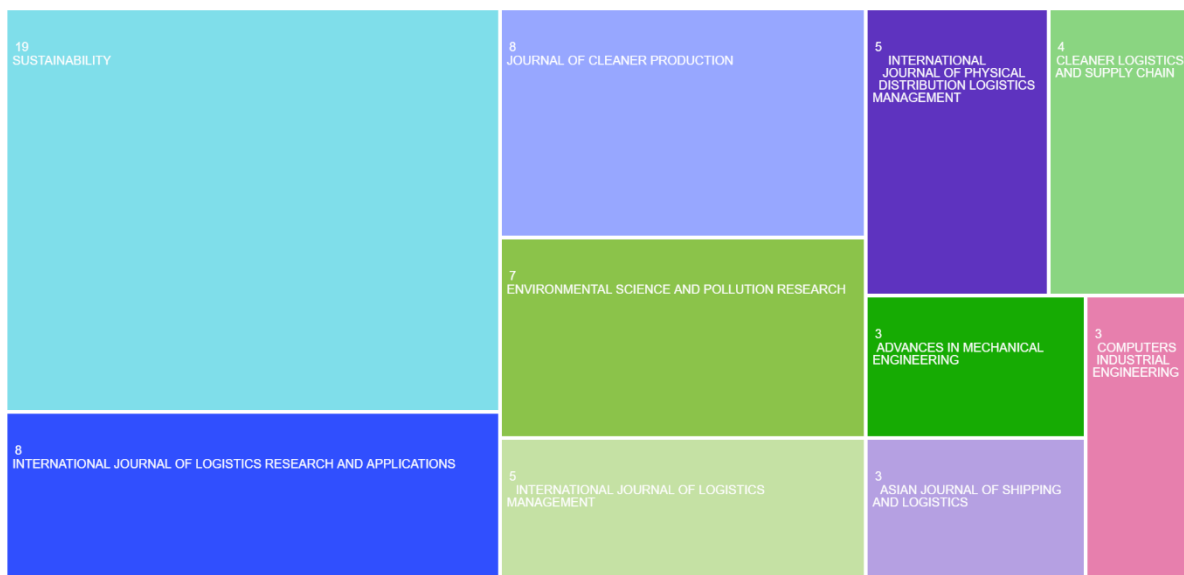 19
SUSTAINABILITY
8
INTERNATIONAL JOURNAL OF LOGISTICS RESEARCH AND APPLICATIONS
8
JOURNAL OF CLEANER PRODUCTION
7
ENVIRONMENTAL SCIENCE AND POLLUTION RESEARCH
5
INTERNATIONAL JOURNAL OF LOGISTICS
MANAGEMENT
5
INTERNATIONAL
JOURNAL OF PHYSICAL
DISTRIBUTION LOGISTICS
MANAGEMENT
4
CLEANER LOGISTICS
AND SUPPLY CHAIN
3
ADVANCES IN MECHANICAL
ENGINEERING
3
ASIAN JOURNAL OF SHIPPING
AND LOGISTICS
3
COMPUTERS
INDUSTRIAL
ENGINEERING